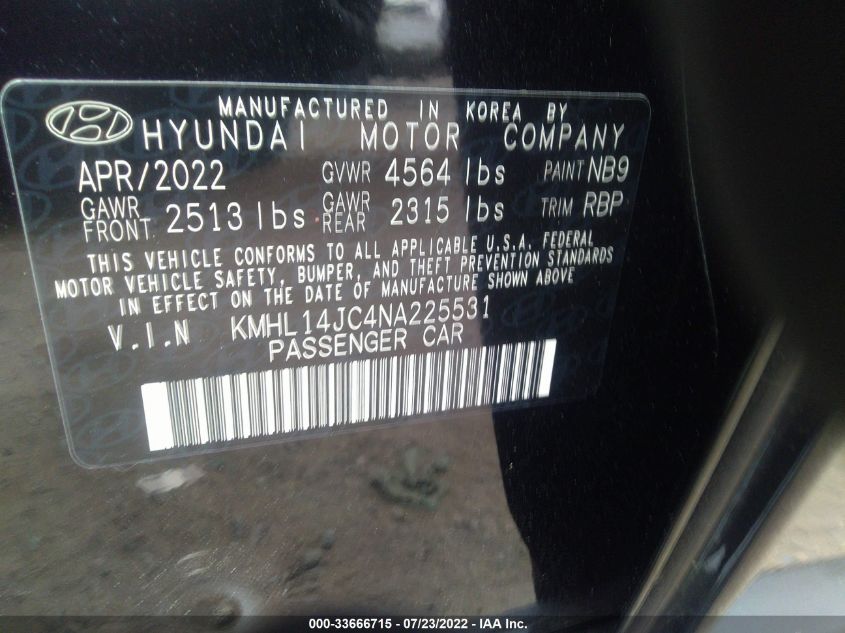 MANUFACTURED IN KOREA BY
HYUNDAI MOTOR COMPANY
APR/2022 GVWR 4564 lbs PAINT NB9
GAWR FRONT 2513 lbs GAWR REAR 2315 lbs TRIM RBP
THIS VEHICLE CONFORMS TO ALL APPLICABLE U.S.A. FEDERAL
MOTOR VEHICLE SAFETY, BUMPER, AND THEFT PREVENTION STANDARDS
IN EFFECT ON THE DATE OF MANUFACTURE SHOWN ABOVE
V.I.N KMHL14JC4NA225531
PASSENGER CAR
000-33666715 - 07/23/2022 - IAA Inc.